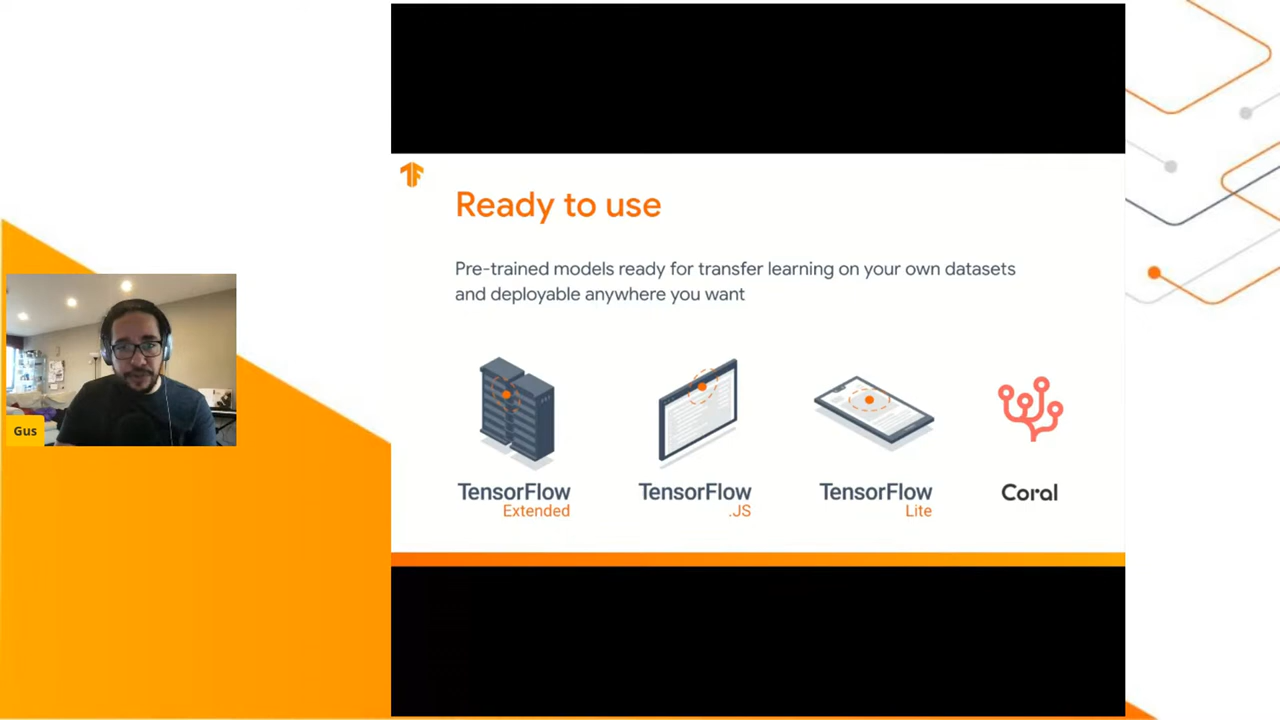 Ready to use
Pre-trained models ready for transfer learning on your own datasets
and deployable anywhere you want
TensorFlow
Extended
TensorFlow
.JS
TensorFlow
Lite
Coral
Gus